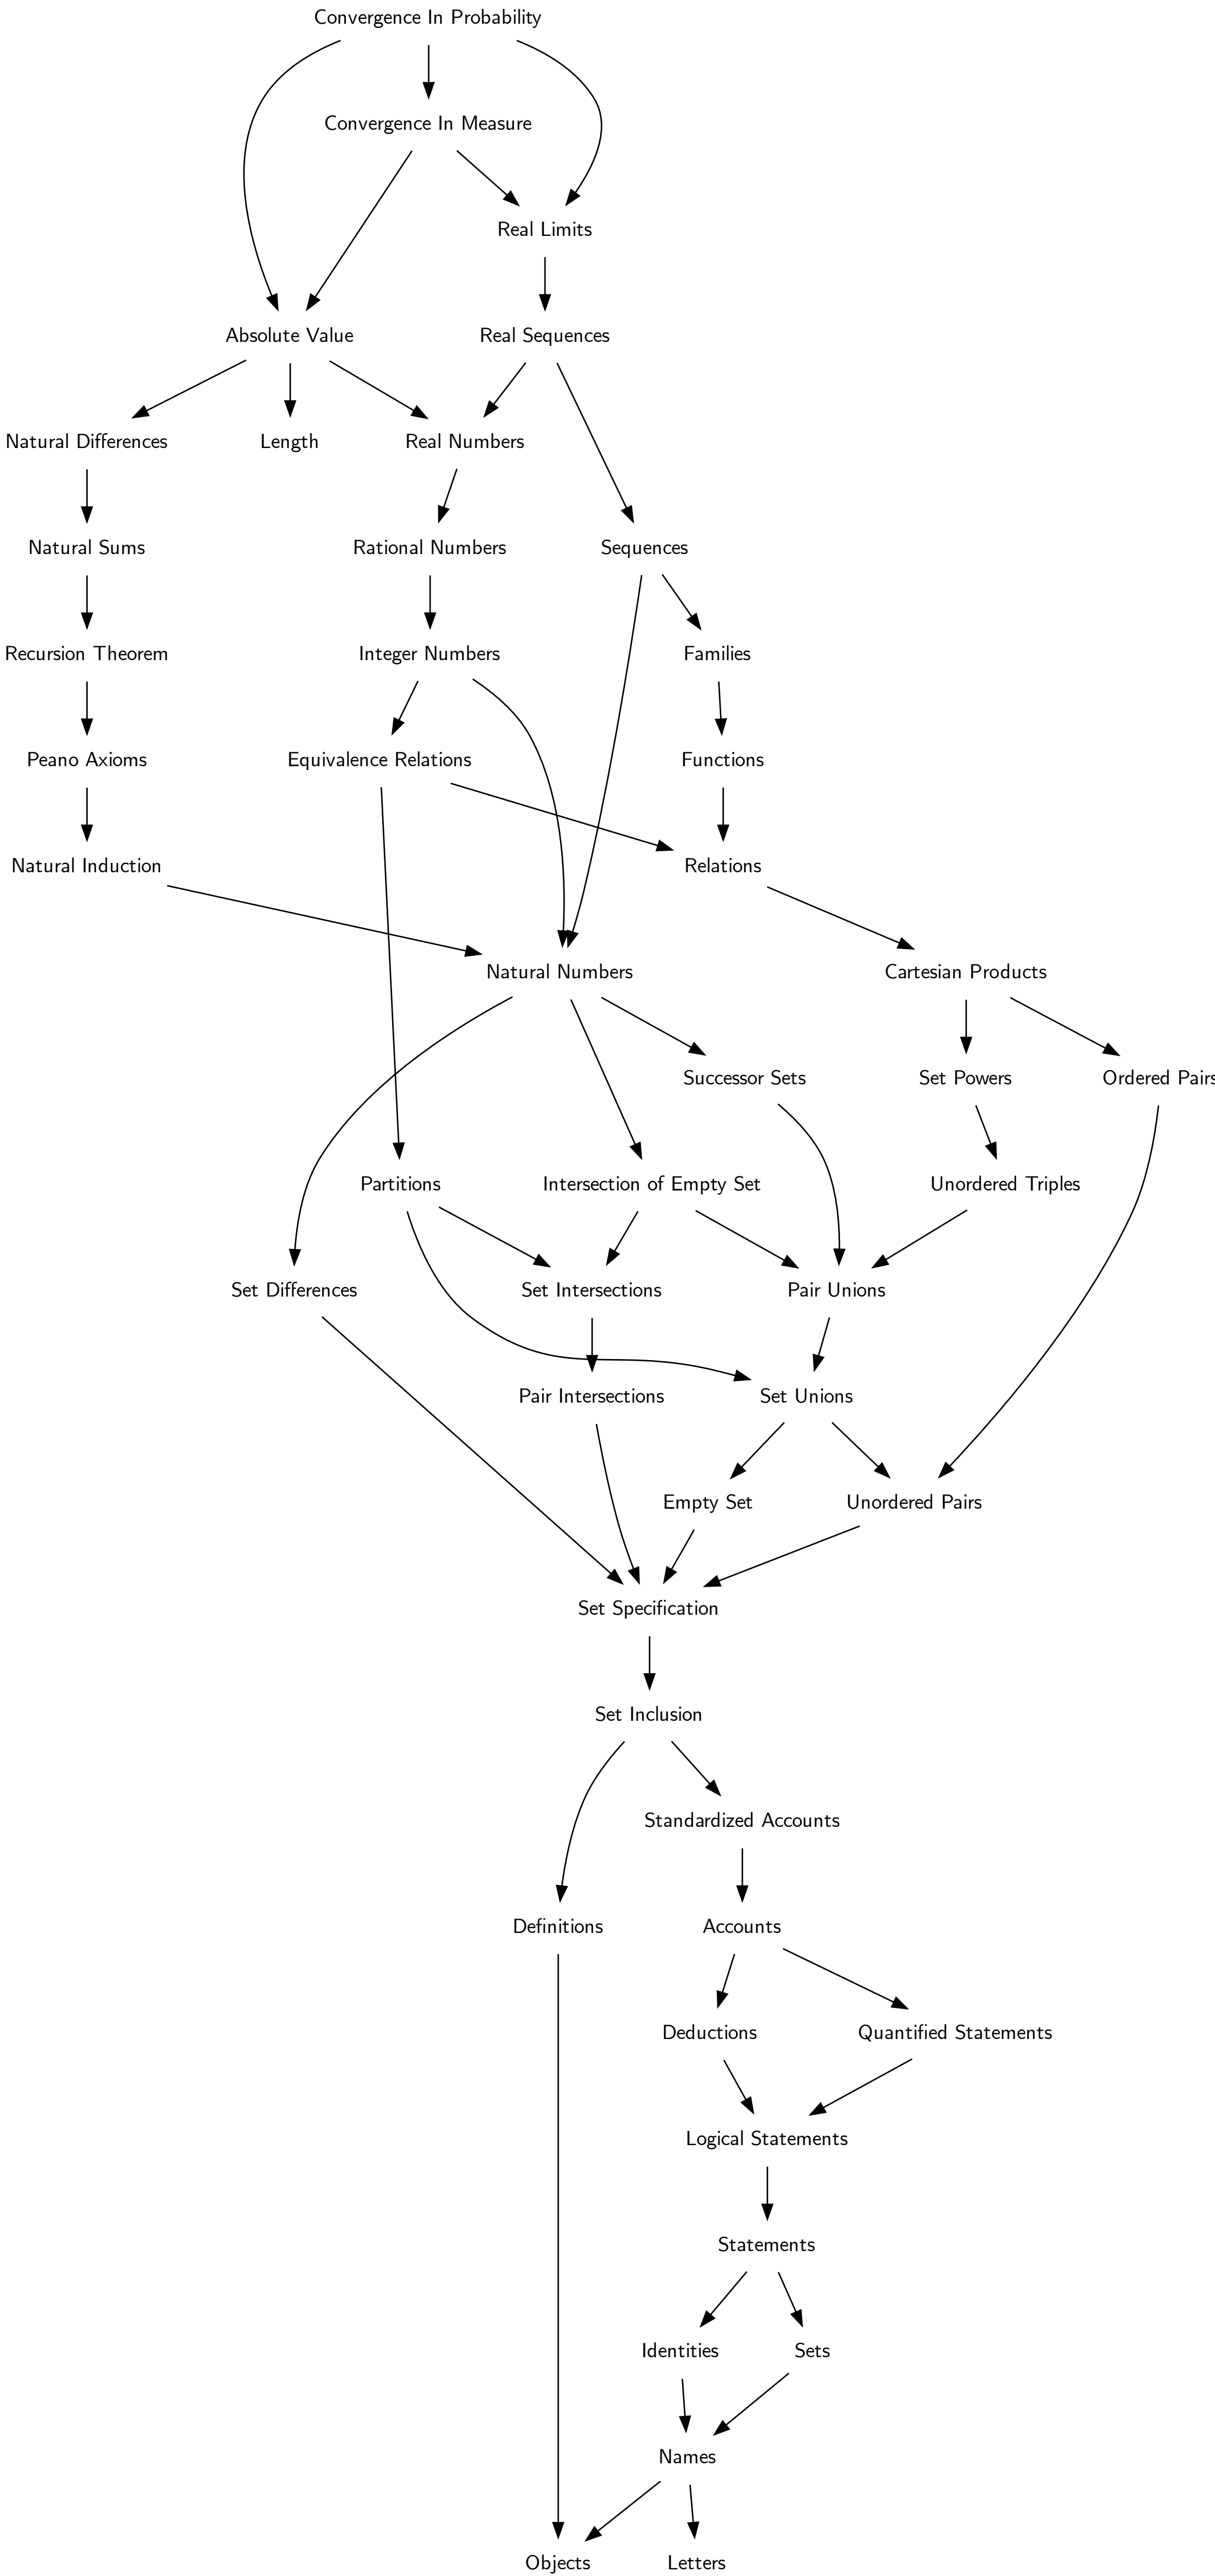 Convergence In Probability
Convergence In Measure
Real Limits
Absolute Value
Real Sequences
Natural Differences
Length
Real Numbers
Natural Sums
Rational Numbers
Sequences
Recursion Theorem
Integer Numbers
Families
Peano Axioms
Equivalence Relations
Functions
Natural Induction
Relations
Natural Numbers
Cartesian Products
Successor Sets
Set Powers
Ordered Pairs
Partitions
Intersection of Empty Set
Unordered Triples
Set Differences
Set Intersections
Pair Unions
Pair Intersections
Set Unions
Empty Set
Unordered Pairs
Set Specification
Set Inclusion
Standardized Accounts
Definitions
Accounts
Deductions
Quantified Statements
Logical Statements
Statements
Identities
Sets
Names
Objects
Letters